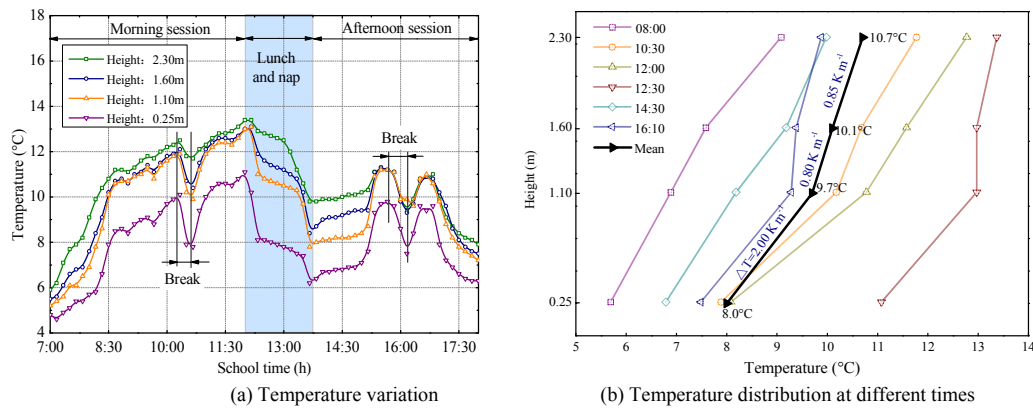 18
16
14
12
10
8
6
4
Temperature (°C)
Morning session
Afternoon session
Lunch
and nap
Height：2.30m
Height：1.60m
Height：1.10m
Height：0.25m
Break
Break
7:00
8:30
10:00
11:30
13:00
14:30
16:00
17:30
School time (h)
(a) Temperature variation
2.30
1.60
1.10
0.25
Height (m)
08:00
10:30
12:00
12:30
14:30
16:10
Mean
10.7°C
0.85 K m⁻¹
10.1°C
0.80 K m⁻¹
9.7°C
△T=2.00 K m⁻¹
8.0°C
5
6
7
8
9
10
11
12
13
14
Temperature (°C)
(b) Temperature distribution at different times